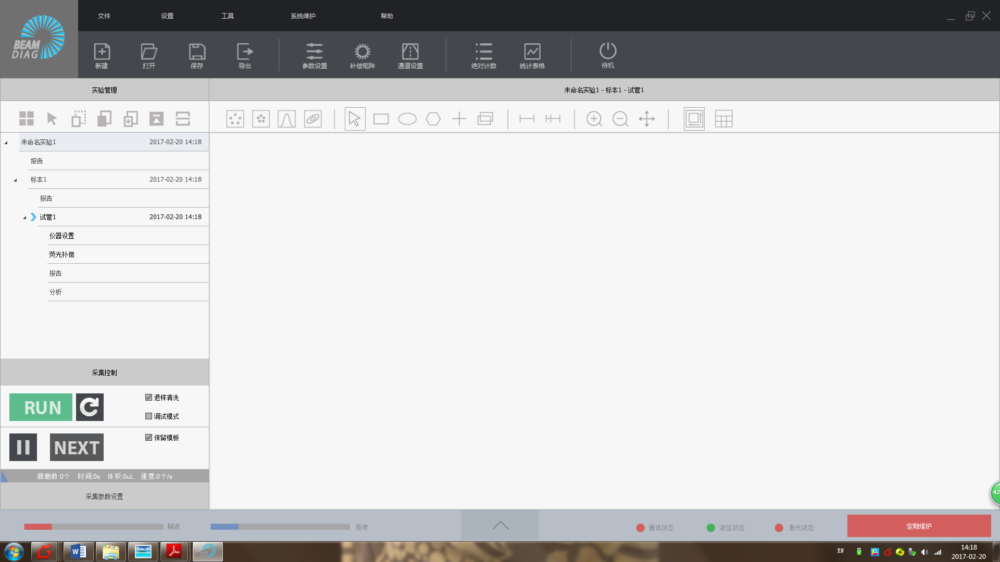 BEAM
DIAG
文件 设置 工具 系统维护 帮助
新建 打开 保存 导出 参数设置 补偿矩阵 通道设置 绝对计数 统计表格 待机
实验管理
未命名实验1 - 标本1 - 试管1
未命名实验1 2017-02-20 14:18
报告
标本1 2017-02-20 14:18
报告
试管1 2017-02-20 14:18
仪器设置
荧光补偿
报告
分析
采集控制
RUN
退样清洗
调试模式
NEXT
保留模板
细胞数:0个 时间:0s 体积:0uL 速度:0个/s
采集参数设置
42
鞘液 废液 通讯状态 液压状态 激光状态 定期维护
EN
14:18
2017-02-20